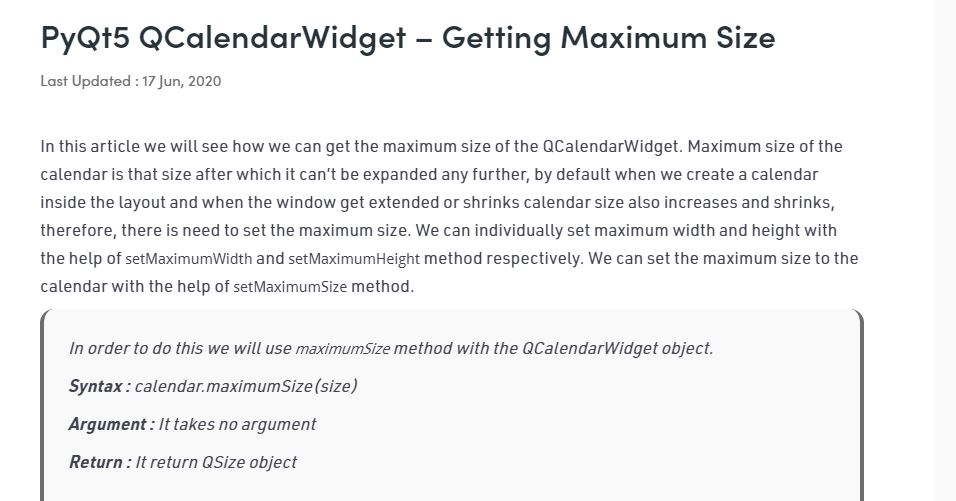 PyQt5 QCalendarWidget – Getting Maximum Size
Last Updated : 17 Jun, 2020
In this article we will see how we can get the maximum size of the QCalendarWidget. Maximum size of the
calendar is that size after which it can’t be expanded any further, by default when we create a calendar
inside the layout and when the window get extended or shrinks calendar size also increases and shrinks,
therefore, there is need to set the maximum size. We can individually set maximum width and height with
the help of setMaximumWidth and setMaximumHeight method respectively. We can set the maximum size to the
calendar with the help of setMaximumSize method.
In order to do this we will use maximumSize method with the QCalendarWidget object.
Syntax : calendar.maximumSize(size)
Argument : It takes no argument
Return : It return QSize object